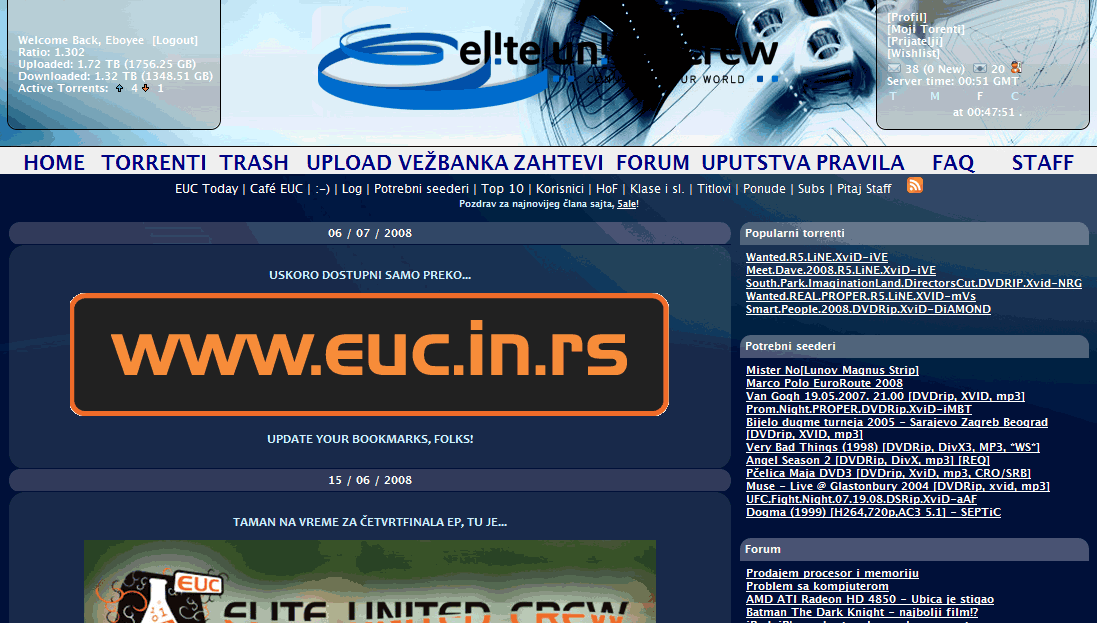 Welcome Back, Eboyee [Logout]
Ratio: 1.302
Uploaded: 1.72 TB (1756.25 GB)
Downloaded: 1.32 TB (1348.51 GB)
Active Torrents: 4 1
el!te un!ted crew
CONNECT YOUR WORLD
[Profil]
[Moji Torenti]
[Prijatelji]
[Wishlist]
38 (0 New) 20
Server time: 00:51 GMT
T M F C
at 00:47:51 .
HOME TORRENTI TRASH UPLOAD VEŽBANKA ZAHTEVI FORUM UPUTSTVA PRAVILA FAQ STAFF
EUC Today | Café EUC | :-) | Log | Potrebni seederi | Top 10 | Korisnici | HoF | Klase i sl. | Titlovi | Ponude | Subs | Pitaj Staff
Pozdrav za najnovijeg člana sajta, Sale!
06 / 07 / 2008
USKORO DOSTUPNI SAMO PREKO...
www.euc.in.rs
UPDATE YOUR BOOKMARKS, FOLKS!
15 / 06 / 2008
TAMAN NA VREME ZA ČETVRTFINALA EP, TU JE...
EUC
ELITE UNITED CREW
Popularni torrenti
Wanted.R5.LiNE.XviD-iVE
Meet.Dave.2008.R5.LiNE.XviD-iVE
South.Park.ImaginationLand.DirectorsCut.DVDRIP.Xvid-NRG
Wanted.REAL.PROPER.R5.LiNE.XVID-mVs
Smart.People.2008.DVDRip.XviD-DiAMOND
Potrebni seederi
Mister No[Lunov Magnus Strip]
Marco Polo EuroRoute 2008
Van Gogh 19.05.2007. 21.00 [DVDrip, XVID, mp3]
Prom.Night.PROPER.DVDRip.XviD-iMBT
Bijelo dugme turneja 2005 - Sarajevo Zagreb Beograd
[DVDrip, XVID, mp3]
Very Bad Things (1998) [DVDRip, DivX3, MP3, *WS*]
Angel Season 2 [DVDRip, DivX, mp3] [REQ]
Pčelica Maja DVD3 [DVDRip, XviD, mp3, CRO/SRB]
Muse - Live @ Glastonbury 2004 [DVDRip, xvid, mp3]
UFC.Fight.Night.07.19.08.DSRip.XviD-aAF
Dogma (1999) [H264,720p,AC3 5.1] - SEPTiC
Forum
Prodajem procesor i memoriju
Problem sa kompjuterom
AMD ATI Radeon HD 4850 - Ubica je stigao
Batman The Dark Knight - najbolji film!?